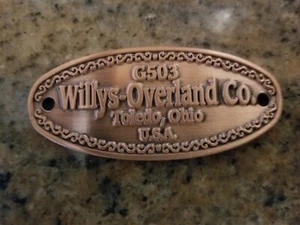 G503
Willys-Overland Co.
Toledo, Ohio
U.S.A.